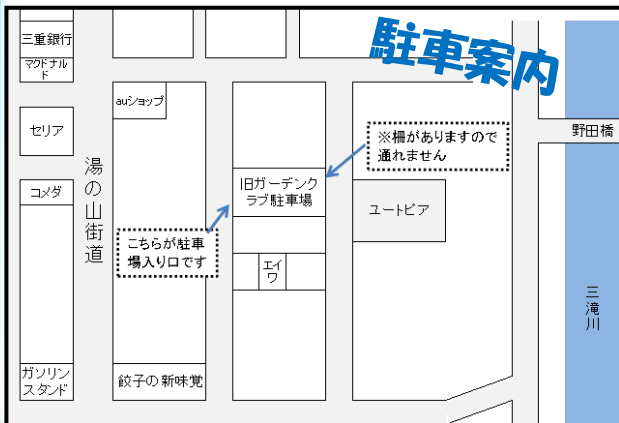 駐車案内
三重銀行
マクドナル
ド
auショップ
セリア
※柵がありますので
通れません
野田橋
湯の山街道
旧ガーデンク
ラブ駐車場
コメダ
ユートピア
こちらが駐車
場入り口です
エイ
ワ
三滝川
ガソリン
スタンド
餃子の新味覚